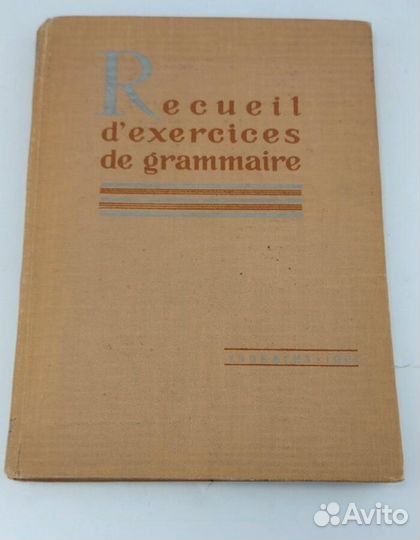 Recueil
d'exercices
de grammaire
Avito